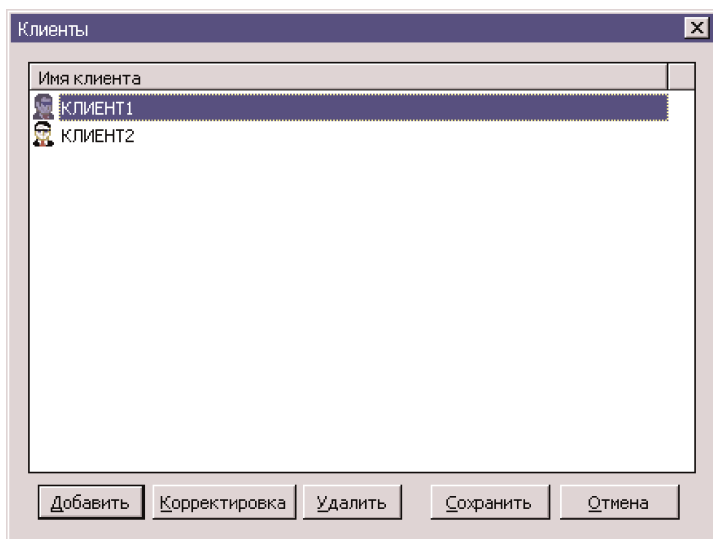 Клиенты
Имя клиента
КЛИЕНТ1
КЛИЕНТ2
Добавить Корректировка Удалить Сохранить Отмена